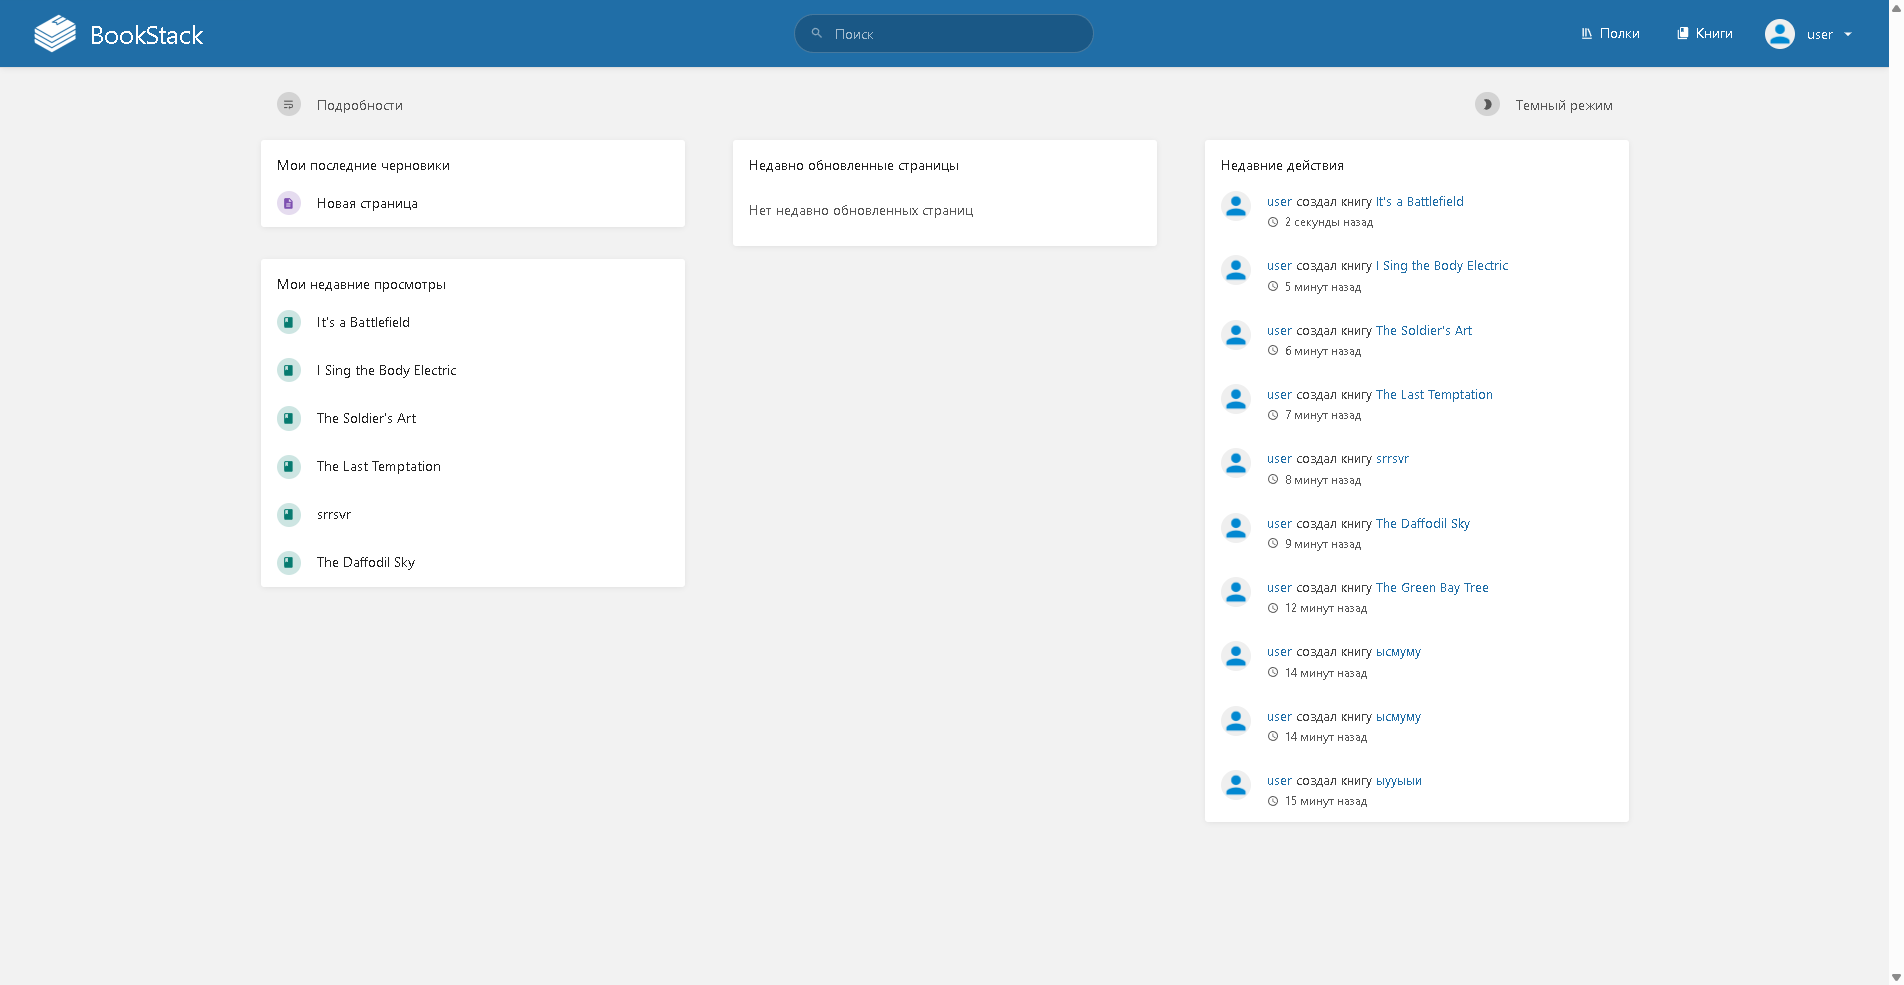 BookStack
Поиск
Полки
Книги
user
Подробности
Темный режим
Мои последние черновики
Новая страница
Мои недавние просмотры
It's a Battlefield
I Sing the Body Electric
The Soldier's Art
The Last Temptation
srrsvr
The Daffodil Sky
Недавно обновленные страницы
Нет недавно обновленных страниц
Недавние действия
user создал книгу It's a Battlefield
2 секунды назад
user создал книгу I Sing the Body Electric
5 минут назад
user создал книгу The Soldier's Art
6 минут назад
user создал книгу The Last Temptation
7 минут назад
user создал книгу srrsvr
8 минут назад
user создал книгу The Daffodil Sky
9 минут назад
user создал книгу The Green Bay Tree
12 минут назад
user создал книгу ысмуму
14 минут назад
user создал книгу ысмуму
14 минут назад
user создал книгу ыууыыи
15 минут назад